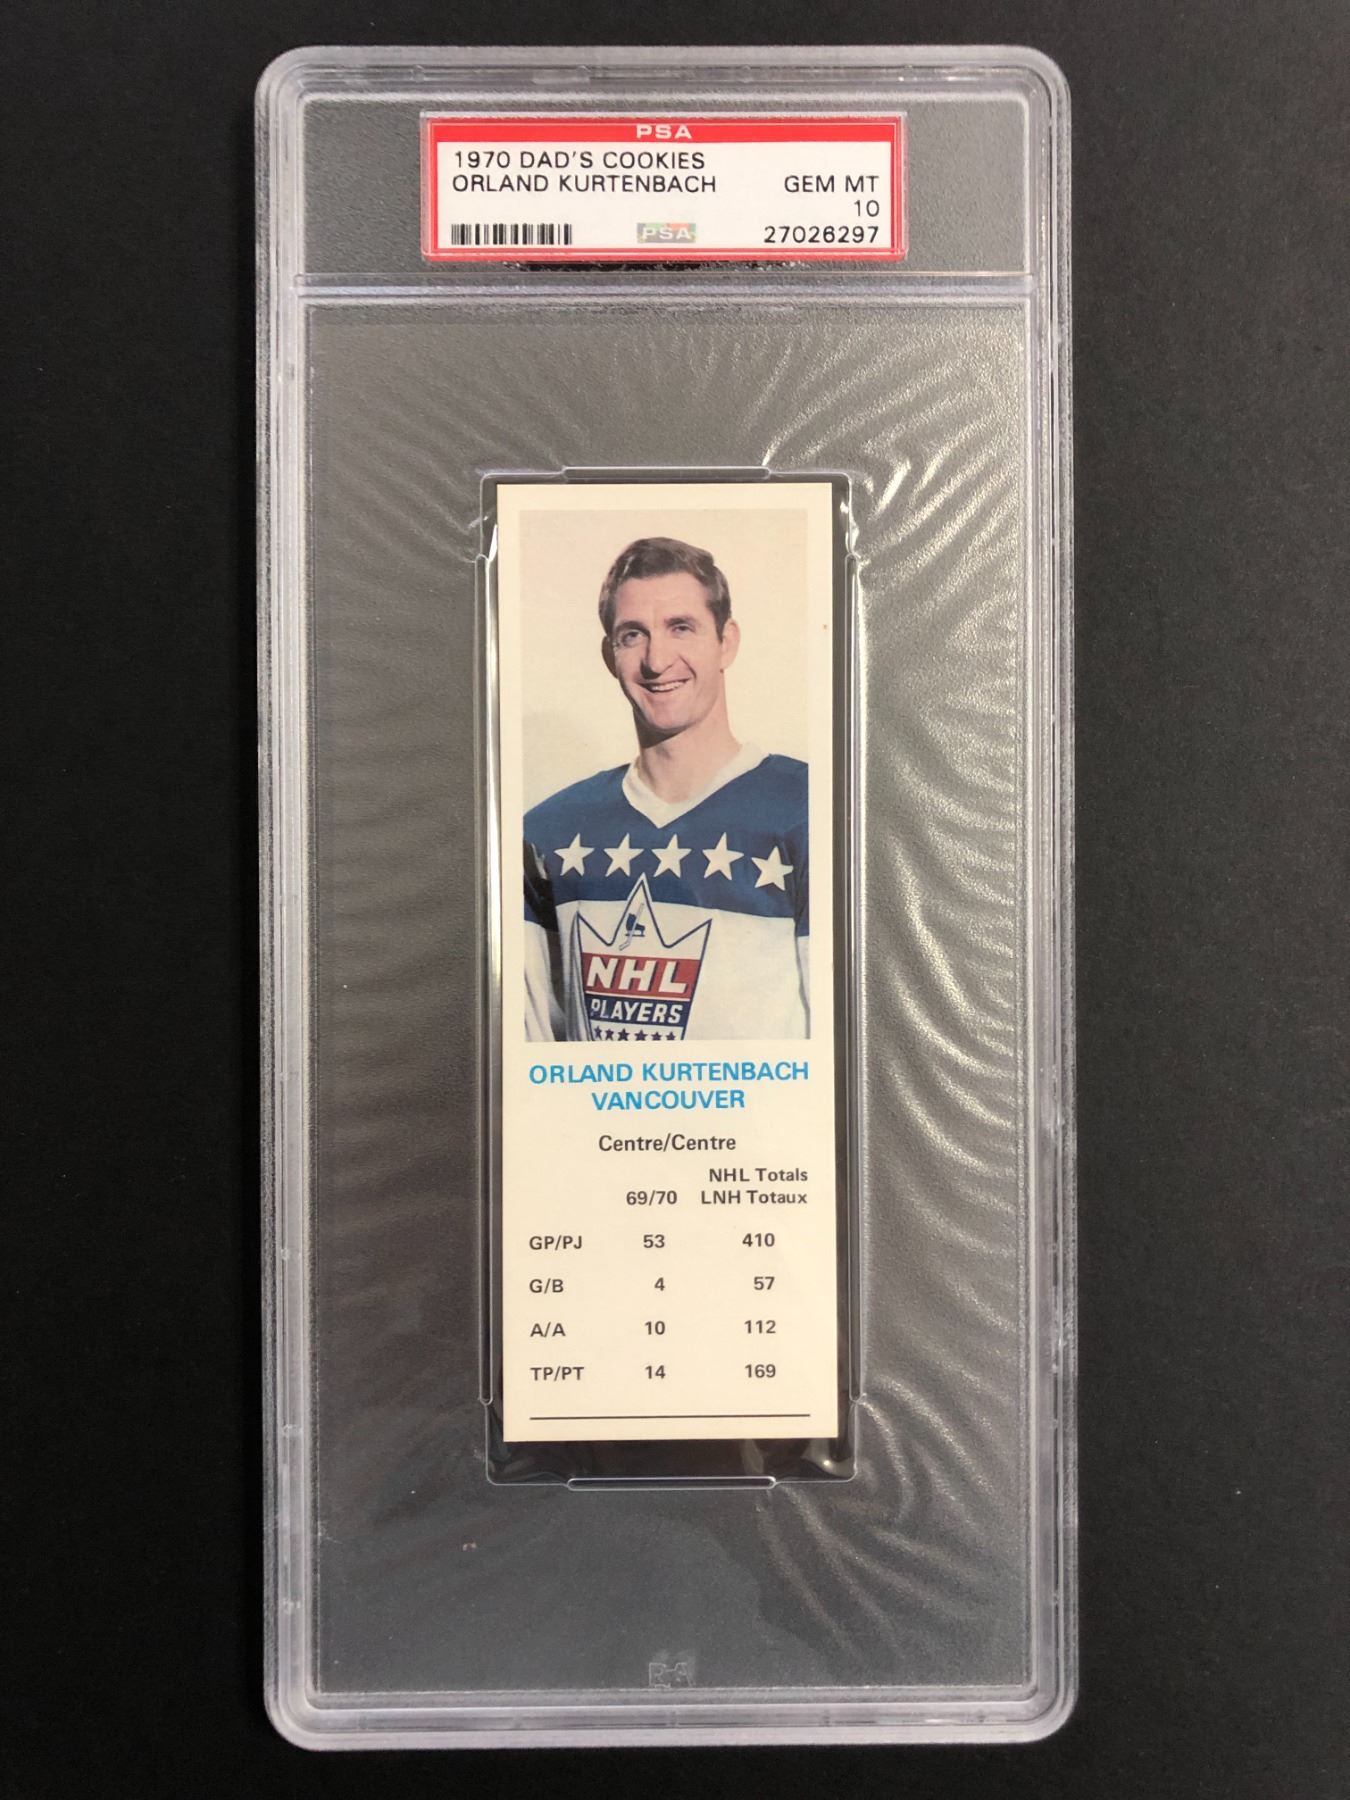 PSA
1970 DAD'S COOKIES
ORLAND KURTENBACH GEM MT
10
PSA 27026297
NHL
PLAYERS
ORLAND KURTENBACH
VANCOUVER
Centre/Centre
NHL Totals
69/70 LNH Totaux
GP/PJ 53 410
G/B 4 57
A/A 10 112
TP/PT 14 169
PSA